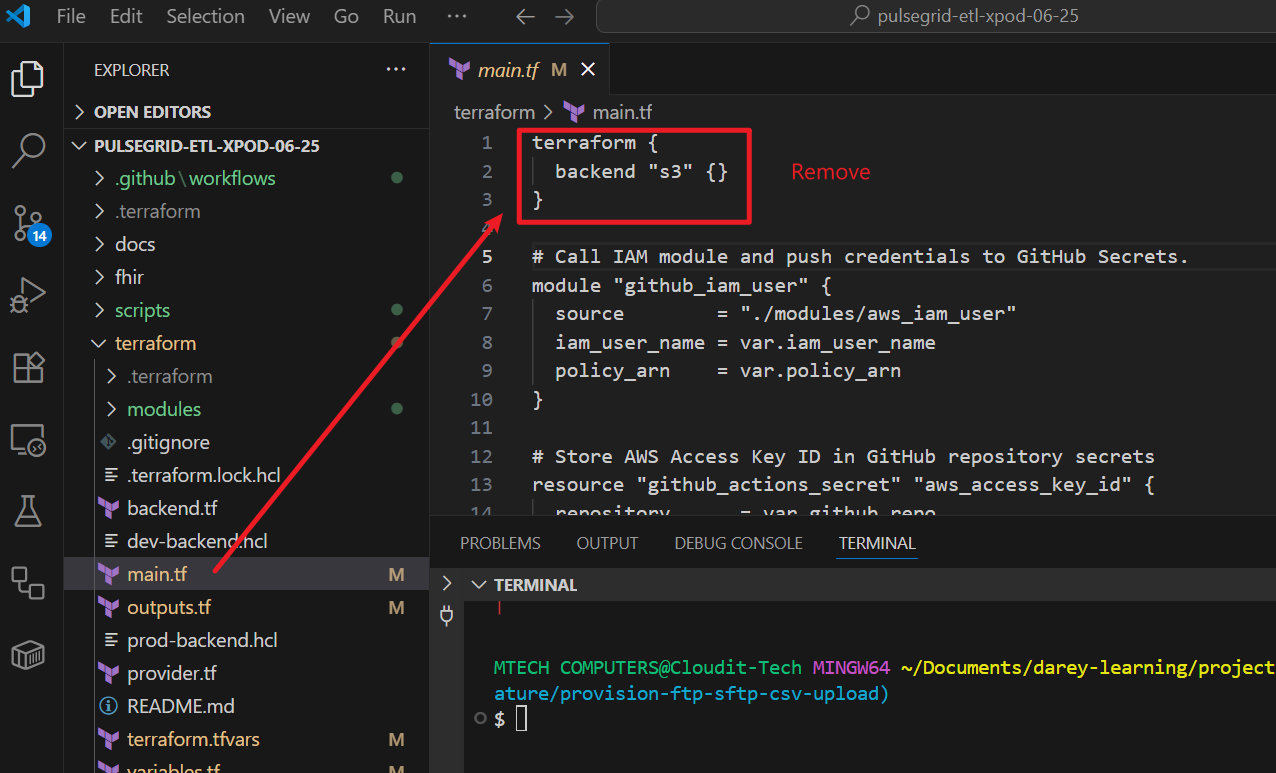 File Edit Selection View Go Run ···
pulsegrid-etl-xpod-06-25
EXPLORER
OPEN EDITORS
PULSEGRID-ETL-XPOD-06-25
.github\workflows
.terraform
docs
fhir
scripts
terraform
.terraform
modules
.gitignore
.terraform.lock.hcl
backend.tf
dev-backend.hcl
main.tf M
outputs.tf M
prod-backend.hcl
provider.tf
README.md
terraform.tfvars M
variables.tf M
14
main.tf M
terraform > main.tf
1 terraform {
2 backend "s3" {}
3 }
Remove
4
5 # Call IAM module and push credentials to GitHub Secrets.
6 module "github_iam_user" {
7 source = "./modules/aws_iam_user"
8 iam_user_name = var.iam_user_name
9 policy_arn = var.policy_arn
10 }
11
12 # Store AWS Access Key ID in GitHub repository secrets
13 resource "github_actions_secret" "aws_access_key_id" {
14 repository = var.github_repo
PROBLEMS OUTPUT DEBUG CONSOLE TERMINAL
TERMINAL
MTECH COMPUTERS@Cloudit-Tech MINGW64 ~/Documents/darey-learning/project
ature/provision-ftp-sftp-csv-upload)
$